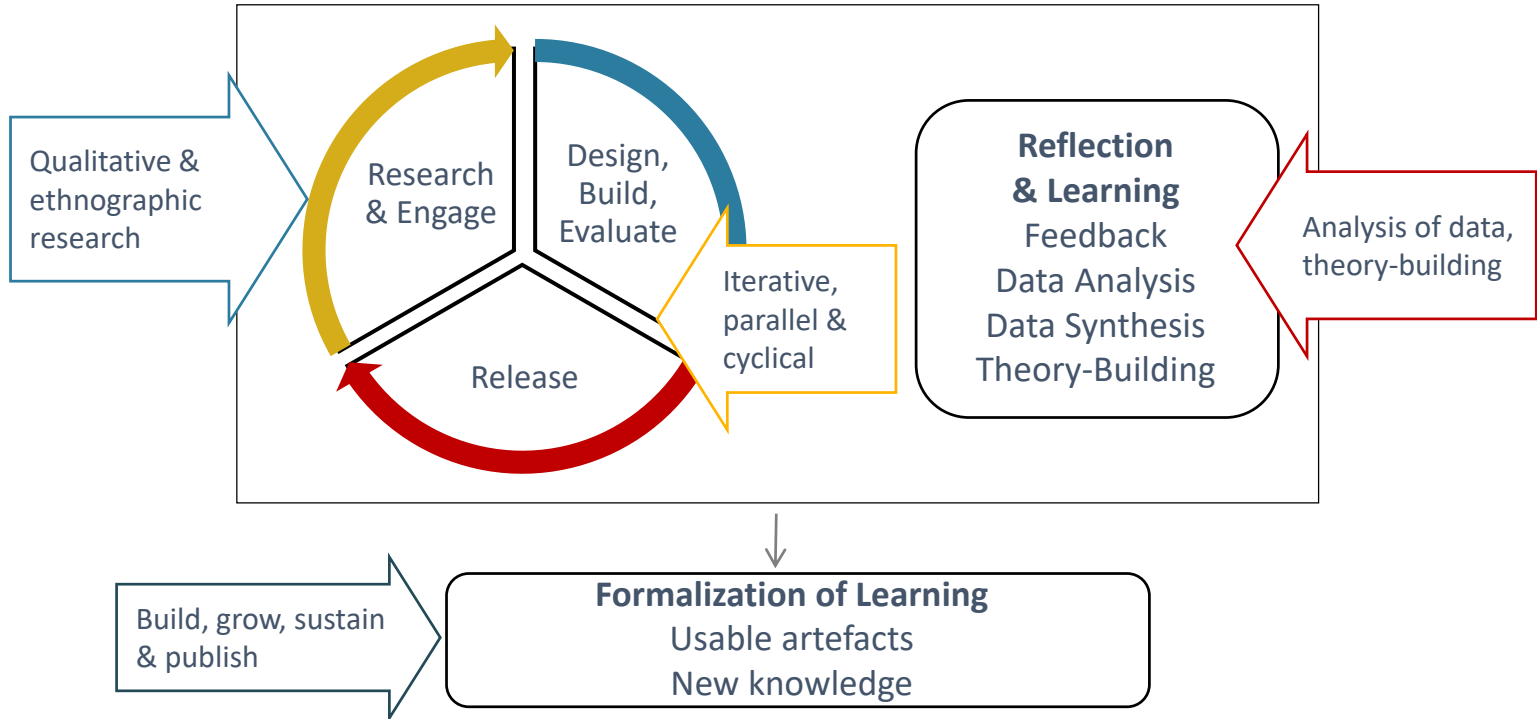 Qualitative &
ethnographic
research
Research
& Engage
Design,
Build,
Evaluate
Release
Iterative,
parallel &
cyclical
Reflection
& Learning
Feedback
Data Analysis
Data Synthesis
Theory-Building
Analysis of data,
theory-building
Build, grow, sustain
& publish
Formalization of Learning
Usable artefacts
New knowledge